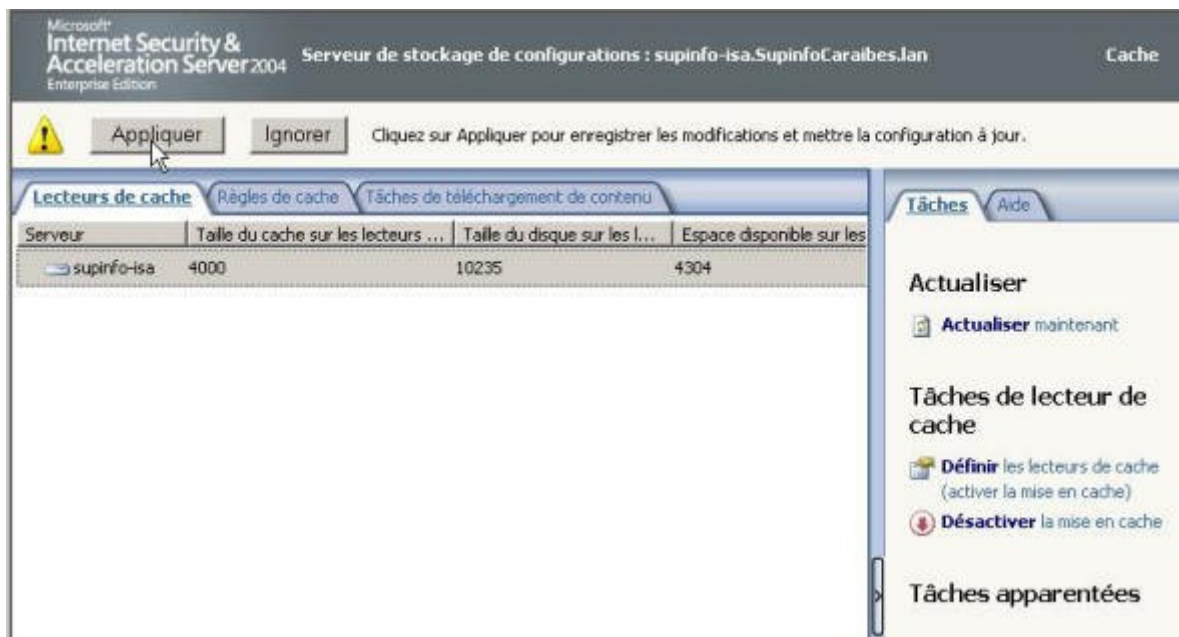 Microsoft®
Internet Security &
Acceleration Server 2004
Enterprise Edition
Serveur de stockage de configurations : supinfo-isa.SupinfoCaraibes.lan
Cache
Appliquer
Ignorer
Cliquez sur Appliquer pour enregistrer les modifications et mettre la configuration à jour.
Lecteurs de cache
Règles de cache
Tâches de téléchargement de contenu
Serveur
Taille du cache sur les lecteurs ...
Taille du disque sur les l...
Espace disponible sur les
supinfo-isa
4000
10235
4304
Tâches
Aide
Actualiser
Actualiser maintenant
Tâches de lecteur de
cache
Définir les lecteurs de cache
(activer la mise en cache)
Désactiver la mise en cache
Tâches apparentées